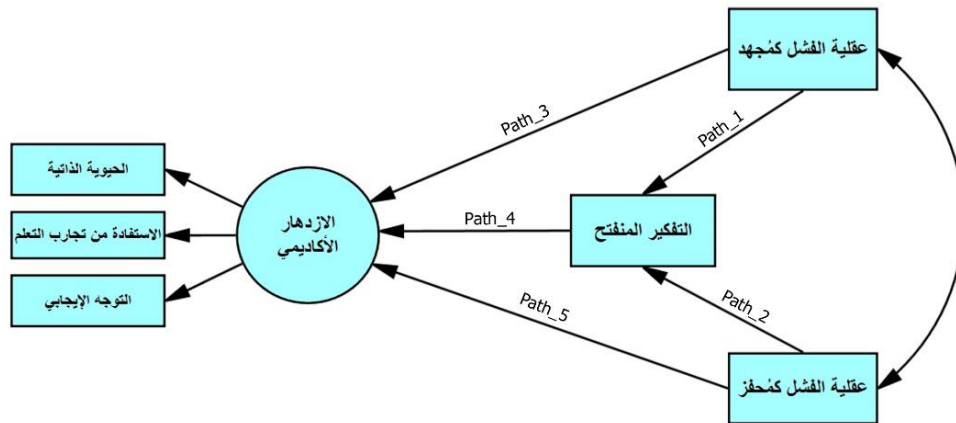 عقلية الفشل كمُجهد
Path_3
Path_1
الحيوية الذاتية
الازدهار
الأكاديمي
الاستفادة من تجارب التعلم
Path_4
التفكير المنفتح
التوجه الإيجابي
Path_5
Path_2
عقلية الفشل كمُحفز